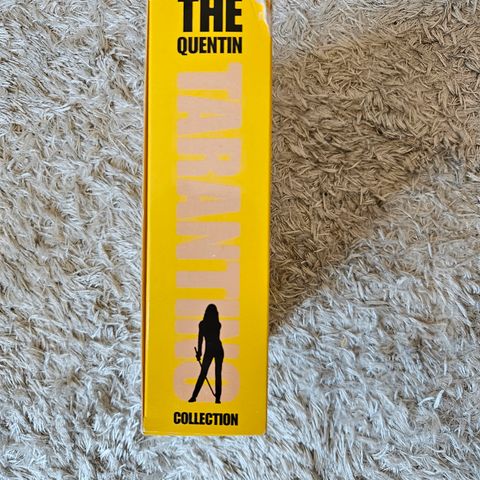 THE
QUENTIN
TARANTINO
COLLECTION